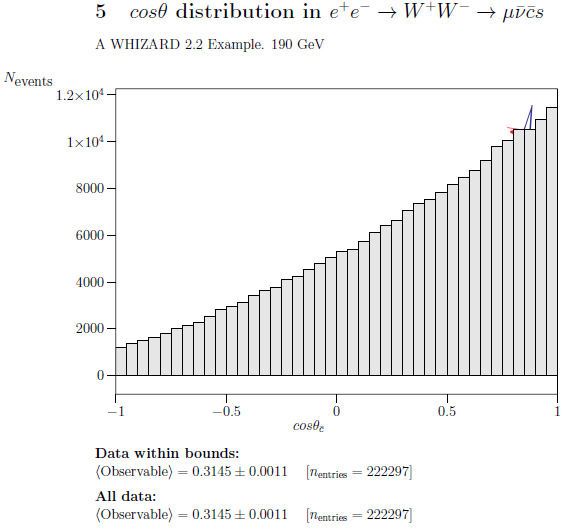 5 cosθ distribution in e⁺e⁻ → W⁺W⁻ → μν̄c̄s
A WHIZARD 2.2 Example. 190 GeV
N_events
1.2×10⁴
1×10⁴
8000
6000
4000
2000
0
−1 −0.5 0 0.5 1
cosθ_c̄
Data within bounds:
⟨Observable⟩ = 0.3145 ± 0.0011 [n_entries = 222297]
All data:
⟨Observable⟩ = 0.3145 ± 0.0011 [n_entries = 222297]